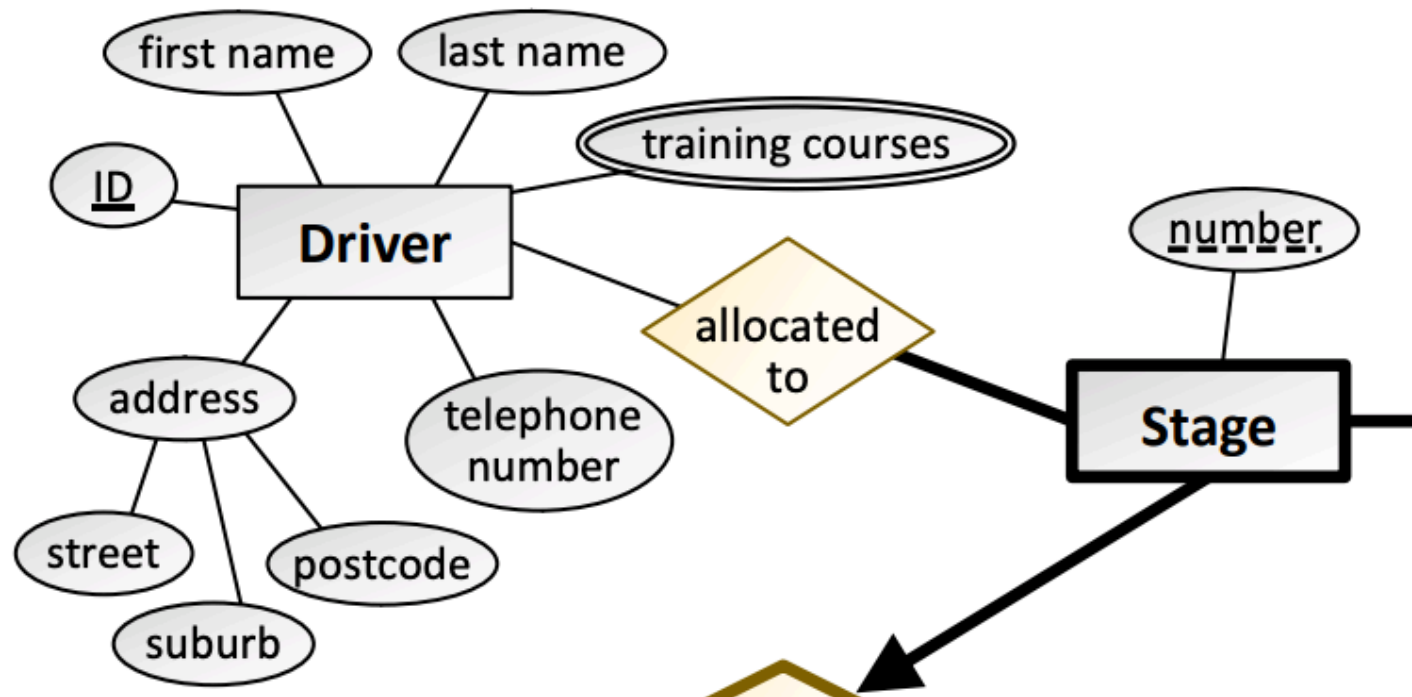 first name
last name
training courses
ID
number
Driver
allocated
to
address
telephone
number
Stage
street
postcode
suburb